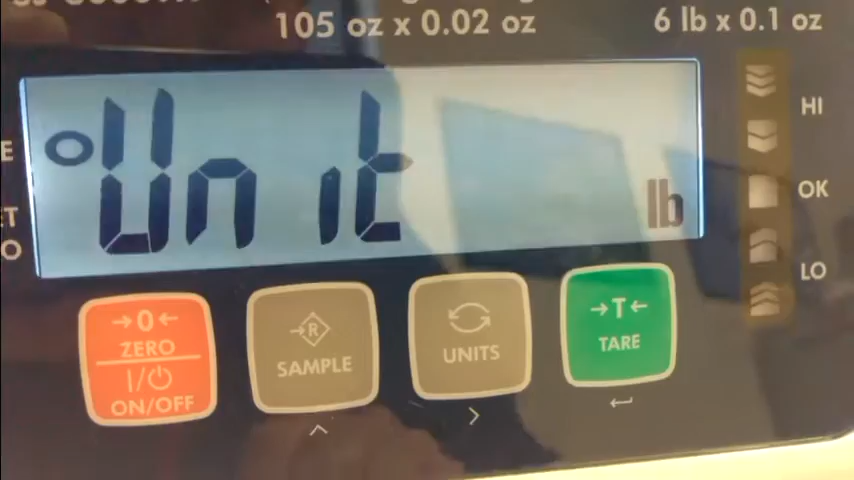 105 oz x 0.02 oz
6 lb x 0.1 oz
Unit
lb
HI
OK
LO
→0←
ZERO
I/
ON/OFF
→R
SAMPLE
UNITS
→T←
TARE